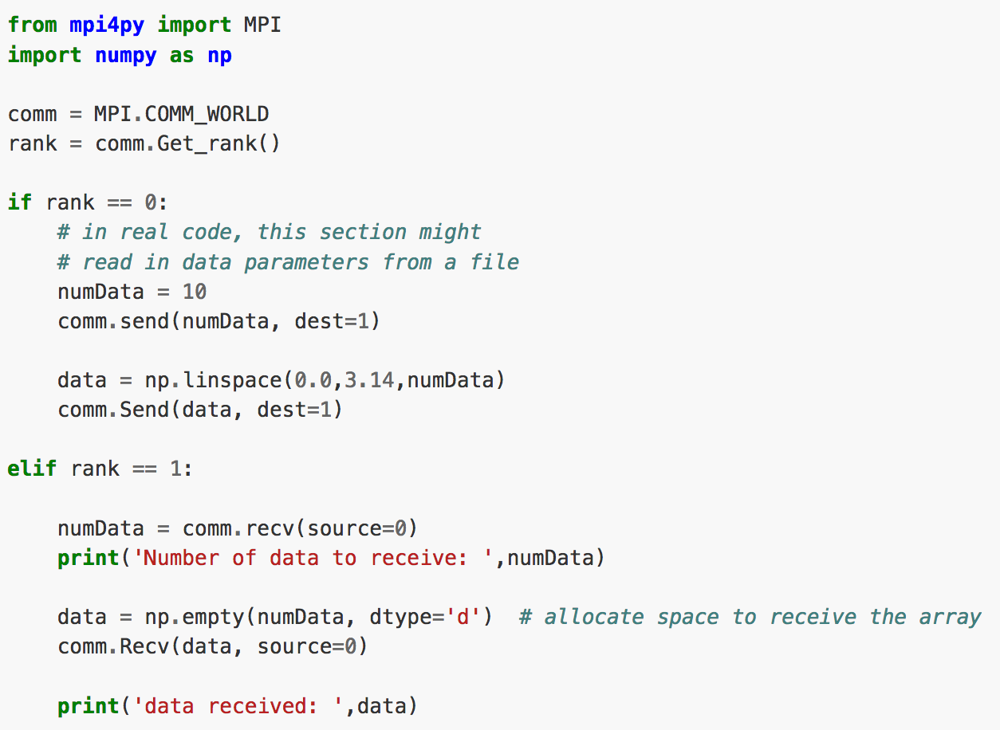 from mpi4py import MPI
import numpy as np

comm = MPI.COMM_WORLD
rank = comm.Get_rank()

if rank == 0:
    # in real code, this section might
    # read in data parameters from a file
    numData = 10
    comm.send(numData, dest=1)

    data = np.linspace(0.0,3.14,numData)
    comm.Send(data, dest=1)

elif rank == 1:

    numData = comm.recv(source=0)
    print('Number of data to receive: ',numData)

    data = np.empty(numData, dtype='d')  # allocate space to receive the array
    comm.Recv(data, source=0)

    print('data received: ',data)